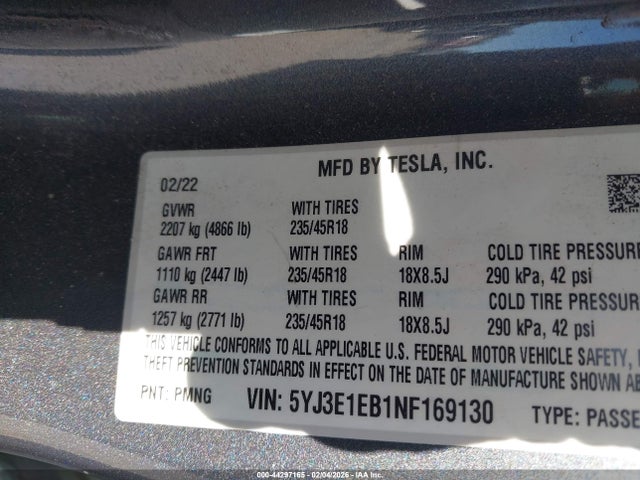 MFD BY TESLA, INC.
02/22
GVWR WITH TIRES
2207 kg (4866 lb) 235/45R18
GAWR FRT WITH TIRES RIM COLD TIRE PRESSURE
1110 kg (2447 lb) 235/45R18 18X8.5J 290 kPa, 42 psi
GAWR RR WITH TIRES RIM COLD TIRE PRESSURE
1257 kg (2771 lb) 235/45R18 18X8.5J 290 kPa, 42 psi
THIS VEHICLE CONFORMS TO ALL APPLICABLE U.S. FEDERAL MOTOR VEHICLE SAFETY,
THEFT PREVENTION STANDARDS IN EFFECT ON THE DATE OF MANUFACTURE SHOWN ABO
PNT: PMNG VIN: 5YJ3E1EB1NF169130 TYPE: PASSE
000-44297165 - 02/04/2026 - IAAI.COM